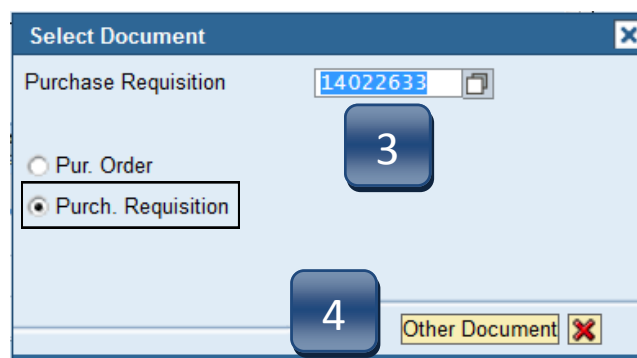 Select Document
Purchase Requisition 14022633
3
Pur. Order
Purch. Requisition
4
Other Document